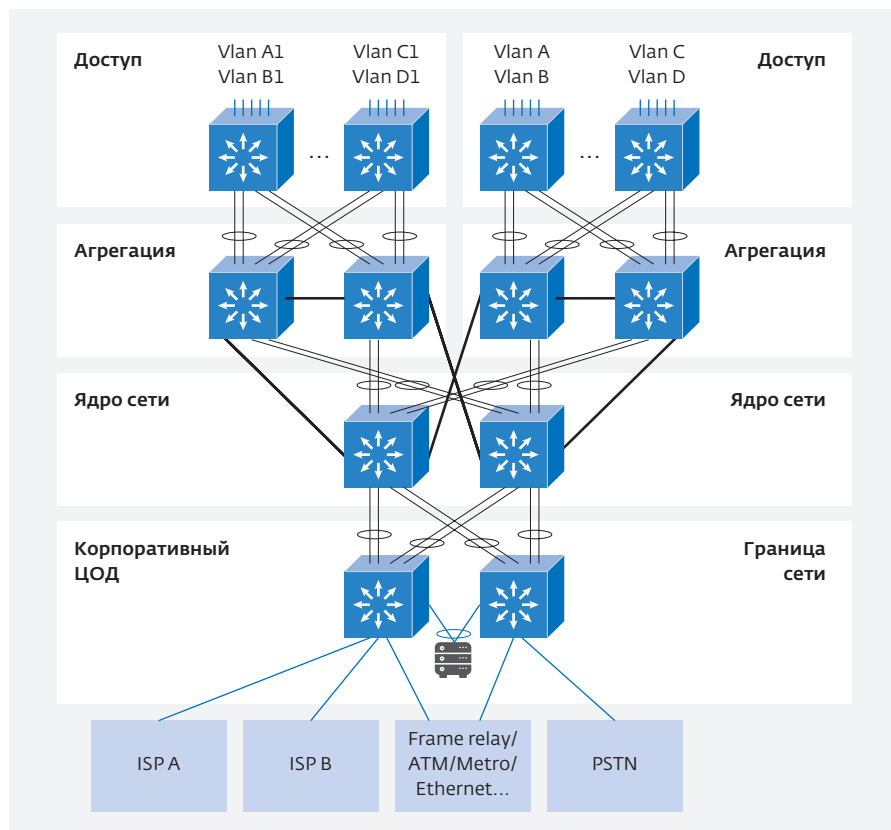 Доступ
Vlan A1
Vlan B1
Vlan C1
Vlan D1
Vlan A
Vlan B
Vlan C
Vlan D
Доступ
...
...
Агрегация
Агрегация
Ядро сети
Ядро сети
Корпоративный
ЦОД
Граница
сети
ISP A
ISP B
Frame relay/
ATM/Metro/
Ethernet...
PSTN